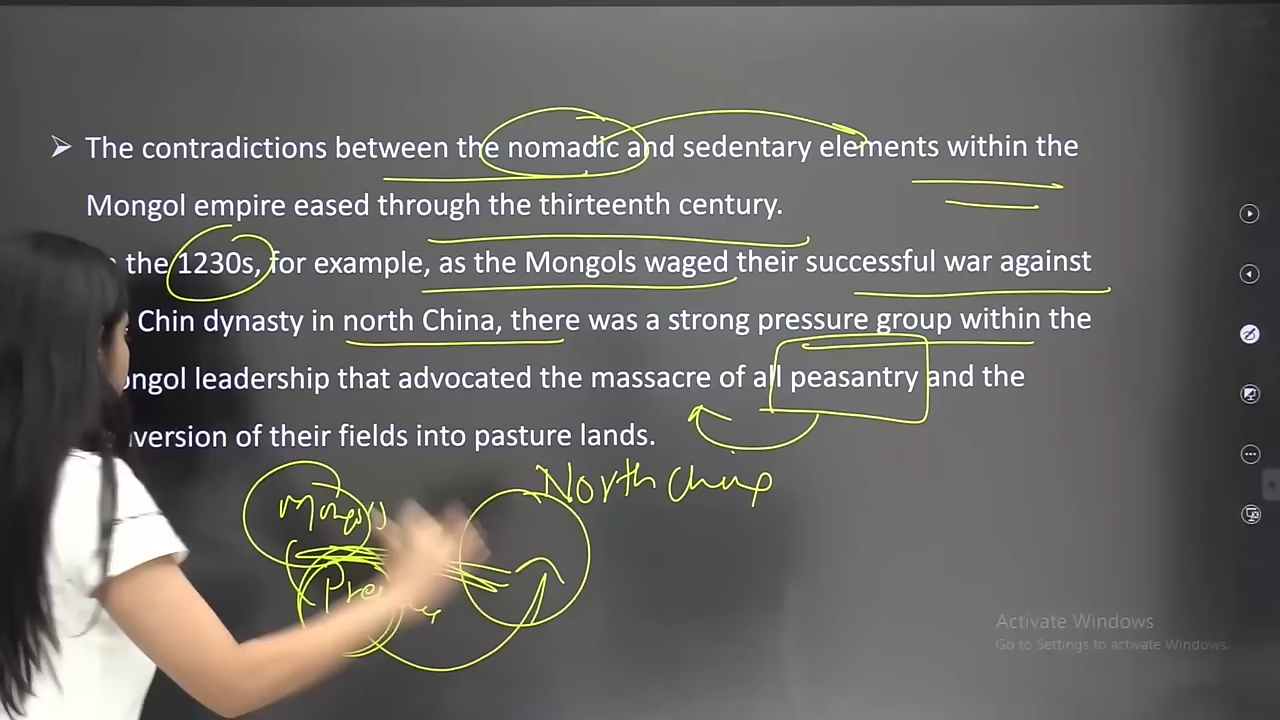 ➤ The contradictions between the nomadic and sedentary elements within the
Mongol empire eased through the thirteenth century.
the 1230s, for example, as the Mongols waged their successful war against
Chin dynasty in north China, there was a strong pressure group within the
ongol leadership that advocated the massacre of all peasantry and the
version of their fields into pasture lands.
North China
Mongols
Activate Windows
Go to Settings to activate Windows.